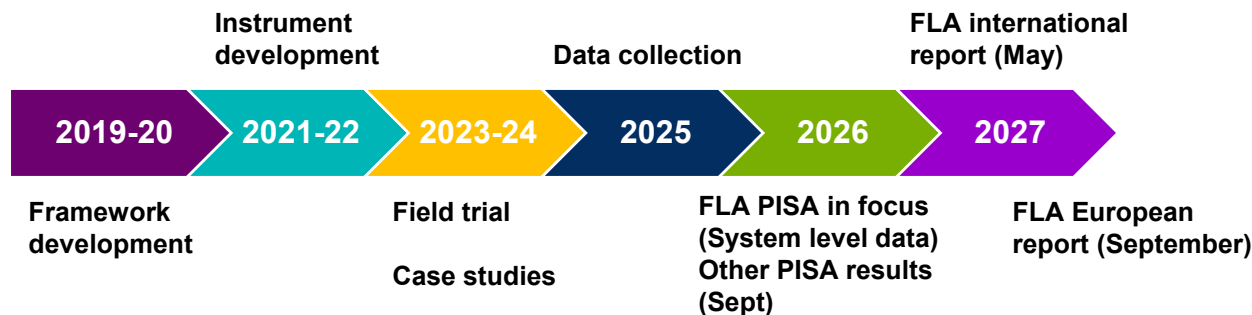 Instrument
development
Data collection
FLA international
report (May)
2019-20
2021-22
2023-24
2025
2026
2027
Framework
development
Field trial
Case studies
FLA PISA in focus
(System level data)
Other PISA results
(Sept)
FLA European
report (September)